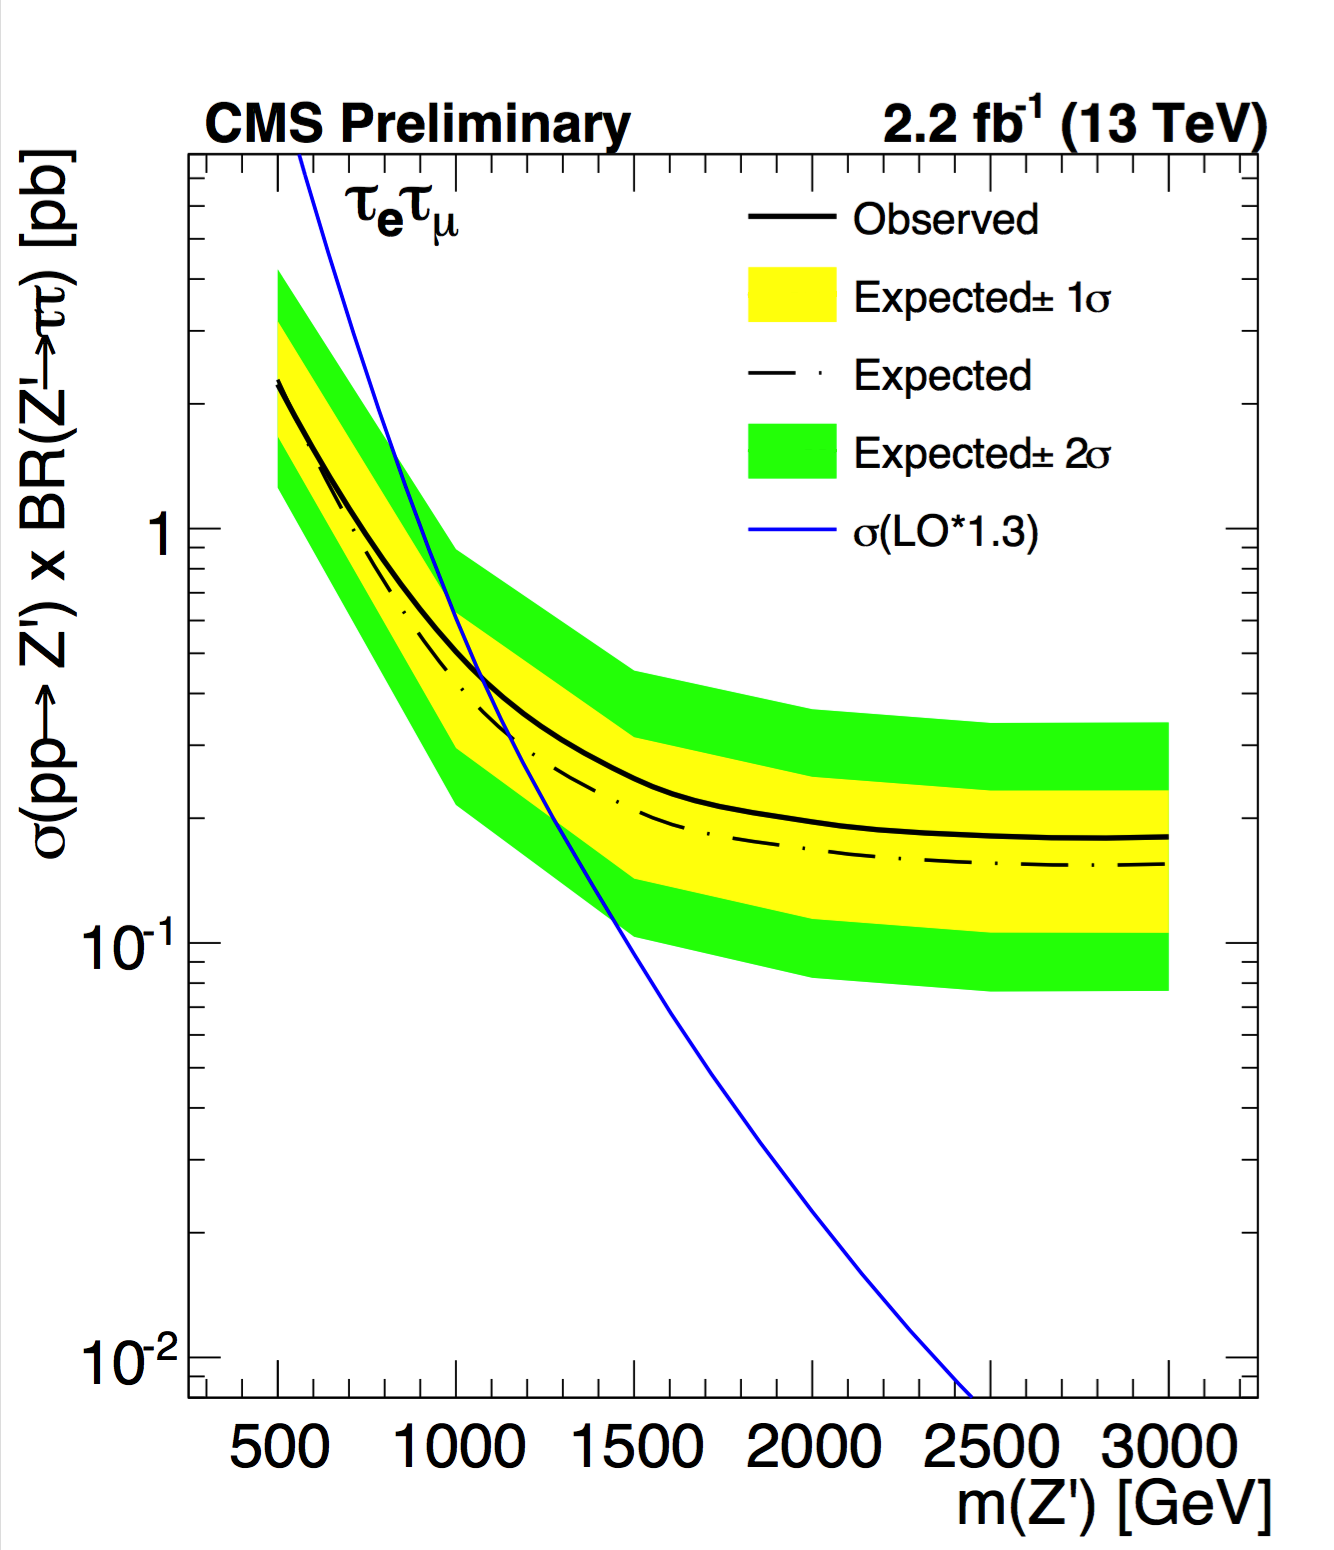 CMS Preliminary 2.2 fb⁻¹ (13 TeV)
τₑτ_μ
Observed
Expected± 1σ
Expected
Expected± 2σ
σ(LO*1.3)
σ(pp→ Z') x BR(Z'→ττ) [pb]
1
10⁻¹
10⁻²
500 1000 1500 2000 2500 3000
m(Z') [GeV]